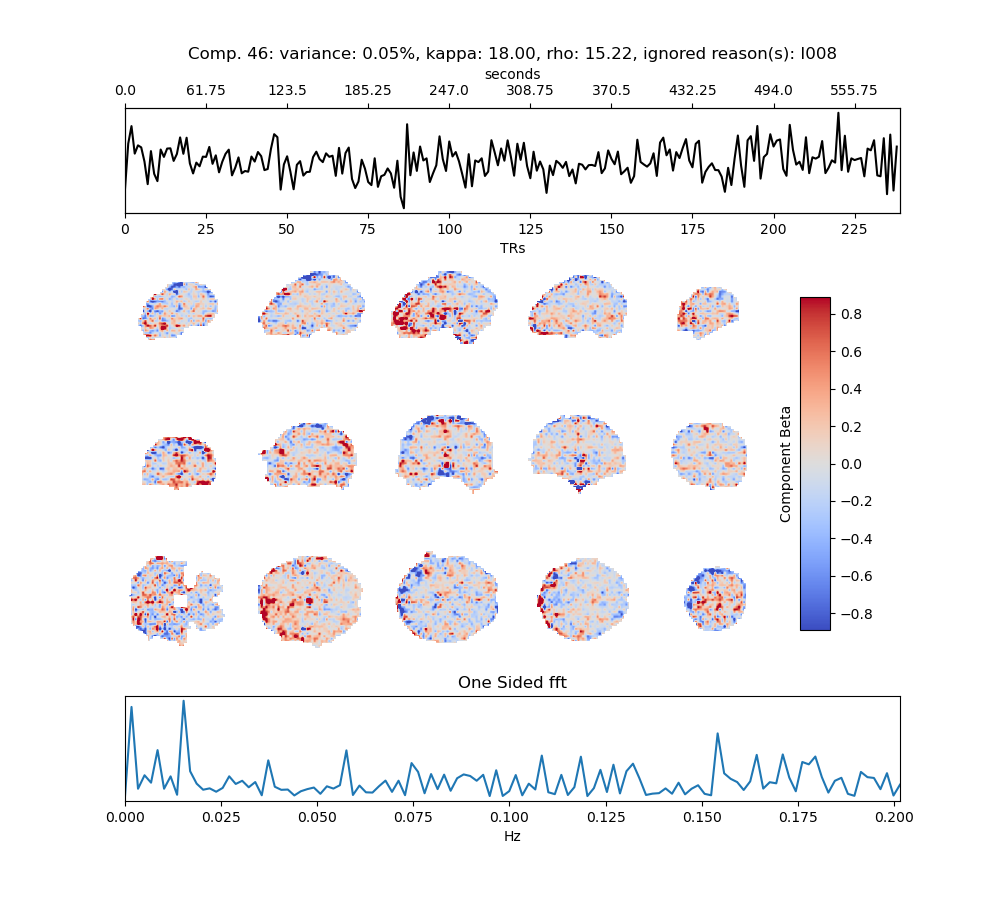 Comp. 46: variance: 0.05%, kappa: 18.00, rho: 15.22, ignored reason(s): I008
seconds
0.0 61.75 123.5 185.25 247.0 308.75 370.5 432.25 494.0 555.75
0 25 50 75 100 125 150 175 200 225
TRs
0.8
0.6
0.4
0.2
0.0
−0.2
−0.4
−0.6
−0.8
Component Beta
One Sided fft
0.000 0.025 0.050 0.075 0.100 0.125 0.150 0.175 0.200
Hz